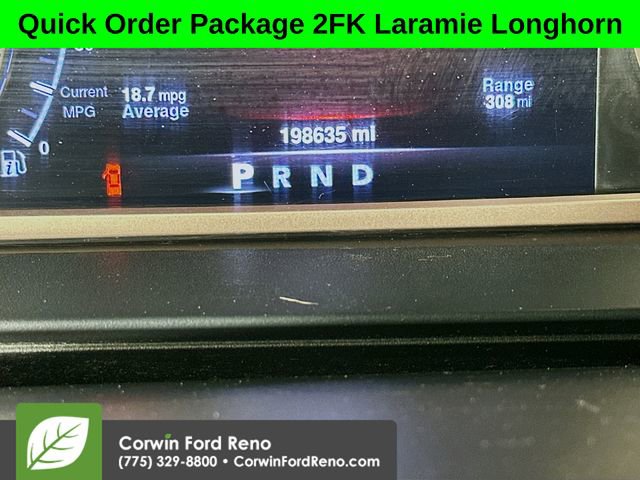 Quick Order Package 2FK Laramie Longhorn
Current
MPG
18.7 mpg
Average
Range
308 mi
0
198635 mi
P R N D
Corwin Ford Reno
(775) 329-8800 • CorwinFordReno.com